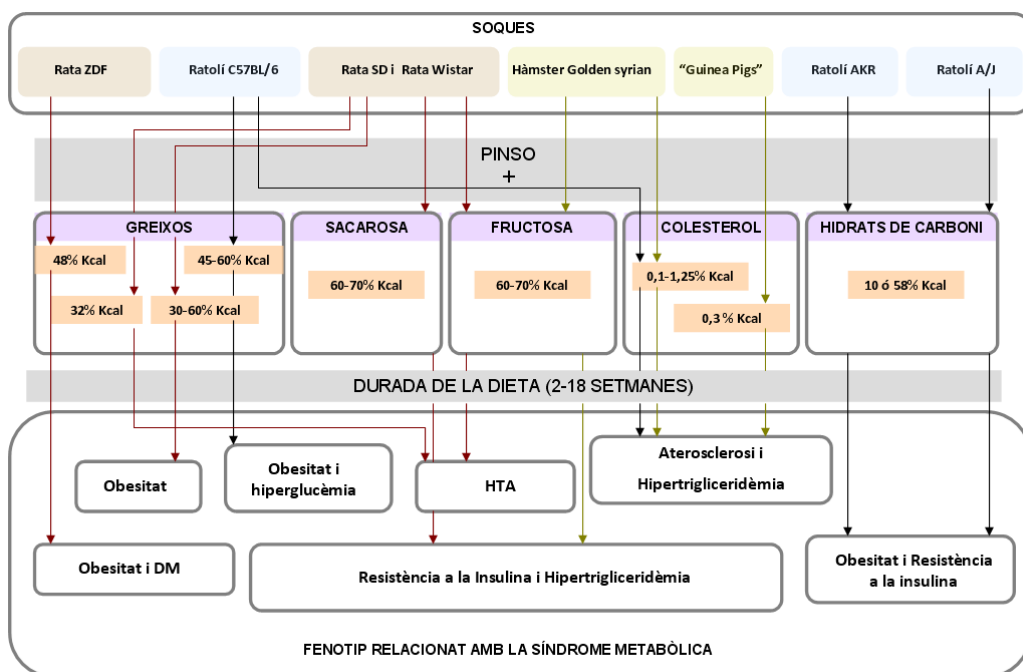 SOQUES
Rata ZDF
Ratolí C57BL/6
Rata SD i Rata Wistar
Hàmster Golden syrian
“Guinea Pigs”
Ratolí AKR
Ratolí A/J
PINSO
+
GREIXOS
SACAROSA
FRUCTOSA
COLESTEROL
HIDRATS DE CARBONI
48% Kcal
45-60% Kcal
32% Kcal
30-60% Kcal
60-70% Kcal
60-70% Kcal
0,1-1,25% Kcal
0,3 % Kcal
10 ó 58% Kcal
DURADA DE LA DIETA (2-18 SETMANES)
Obesitat
Obesitat i
hiperglucèmia
HTA
Aterosclerosi i
Hipertrigliceridèmia
Obesitat i DM
Resistència a la Insulina i Hipertrigliceridèmia
Obesitat i Resistència
a la insulina
FENOTIP RELACIONAT AMB LA SÍNDROME METABÒLICA